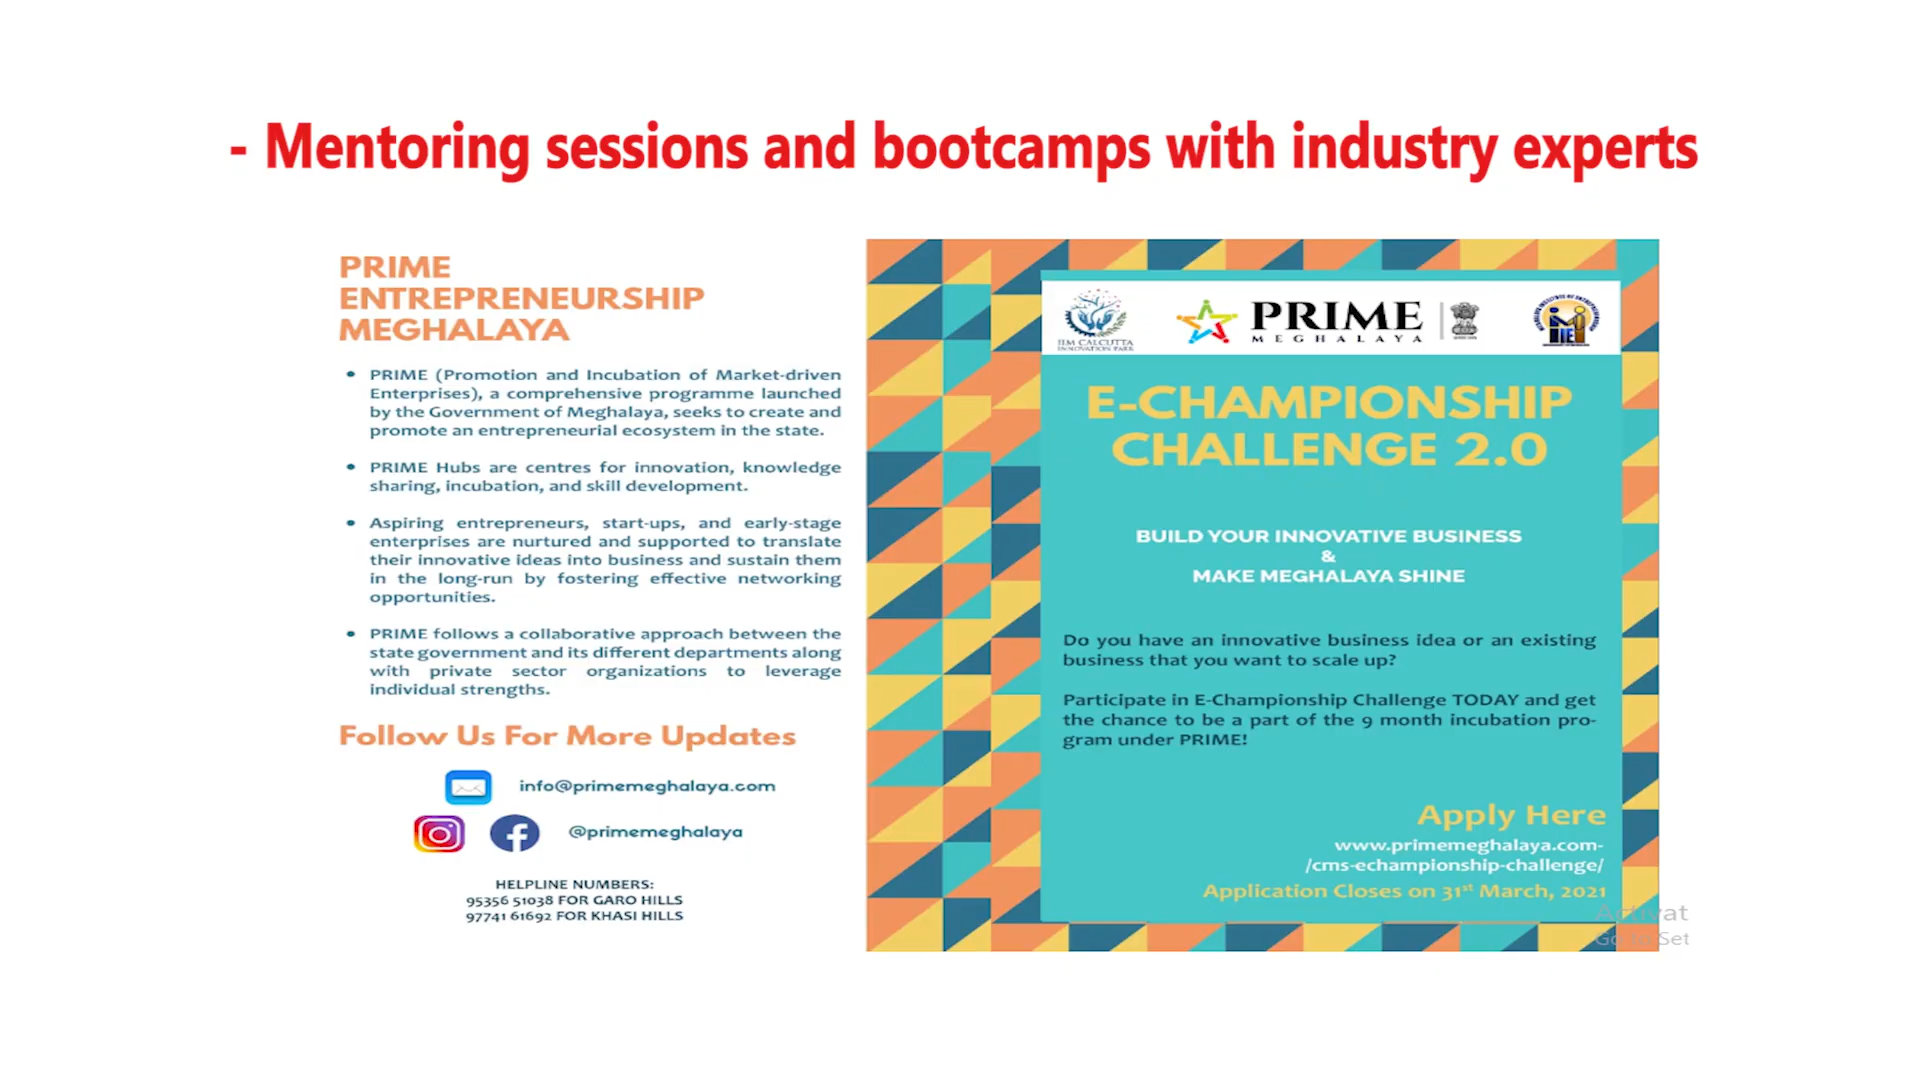 - Mentoring sessions and bootcamps with industry experts
PRIME
ENTREPRENEURSHIP
MEGHALAYA
• PRIME (Promotion and Incubation of Market-driven
Enterprises), a comprehensive programme launched
by the Government of Meghalaya, seeks to create and
promote an entrepreneurial ecosystem in the state.
• PRIME Hubs are centres for innovation, knowledge
sharing, incubation, and skill development.
• Aspiring entrepreneurs, start-ups, and early-stage
enterprises are nurtured and supported to translate
their innovative ideas into business and sustain them
in the long-run by fostering effective networking
opportunities.
• PRIME follows a collaborative approach between the
state government and its different departments along
with private sector organizations to leverage
individual strengths.
Follow Us For More Updates
info@primemeghalaya.com
@primemeghalaya
HELPLINE NUMBERS:
95356 51038 FOR GARO HILLS
97741 61692 FOR KHASI HILLS
IIM CALCUTTA
INNOVATION PARK
PRIME
MEGHALAYA
E-CHAMPIONSHIP
CHALLENGE 2.0
BUILD YOUR INNOVATIVE BUSINESS
&
MAKE MEGHALAYA SHINE
Do you have an innovative business idea or an existing
business that you want to scale up?
Participate in E-Championship Challenge TODAY and get
the chance to be a part of the 9 month incubation pro-
gram under PRIME!
Apply Here
www.primemeghalaya.com-
/cms-echampionship-challenge/
Application Closes on 31st March, 2021
Activat
Go to Set